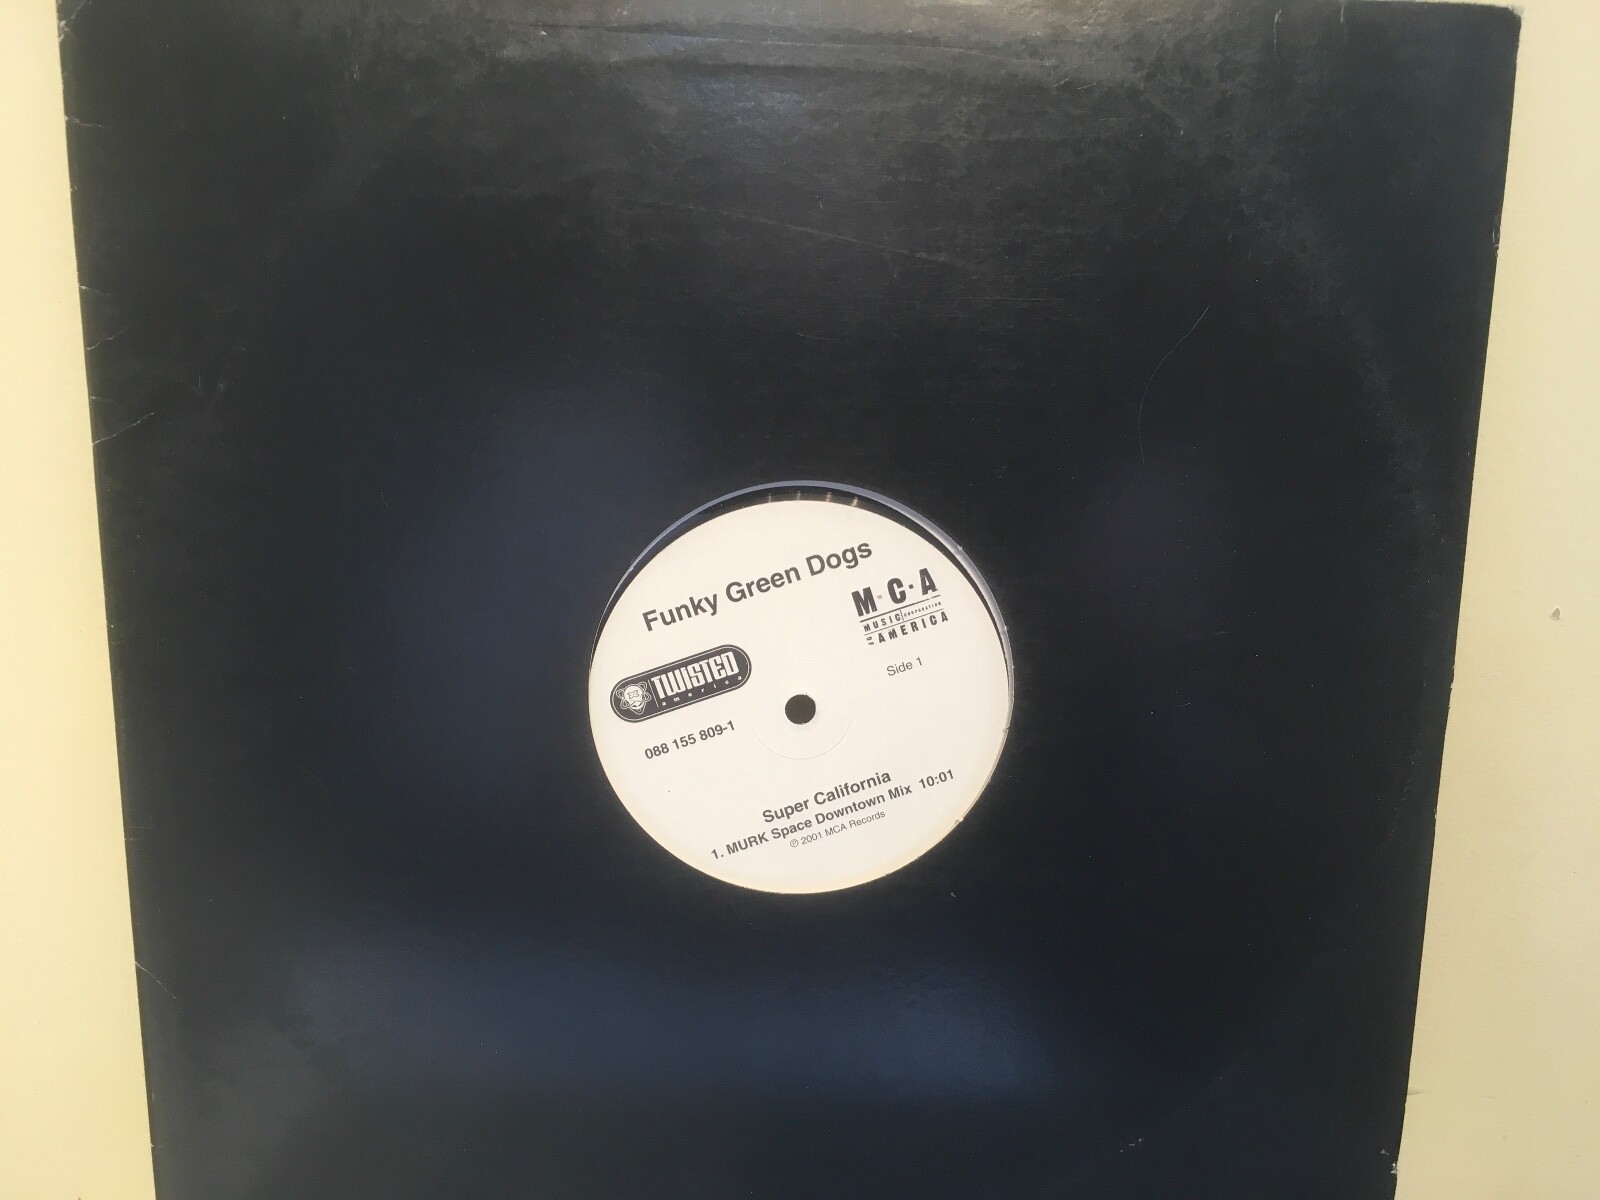 Funky Green Dogs
M·C·A
MUSIC CORPORATION
OF AMERICA
TWISTED
america
Side 1
088 155 809-1
Super California
1. MURK Space Downtown Mix 10:01
℗ 2001 MCA Records